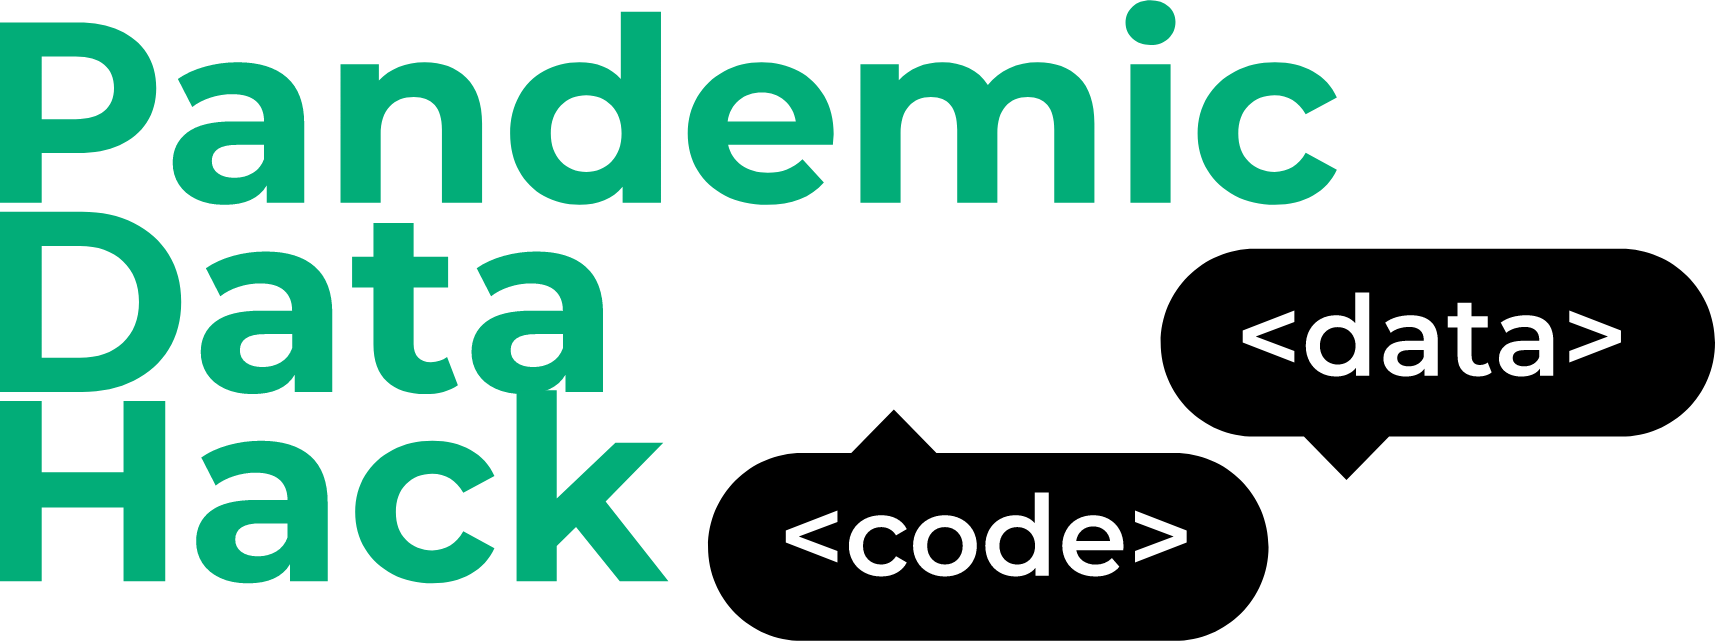 Pandemic
Data
Hack
<data>
<code>